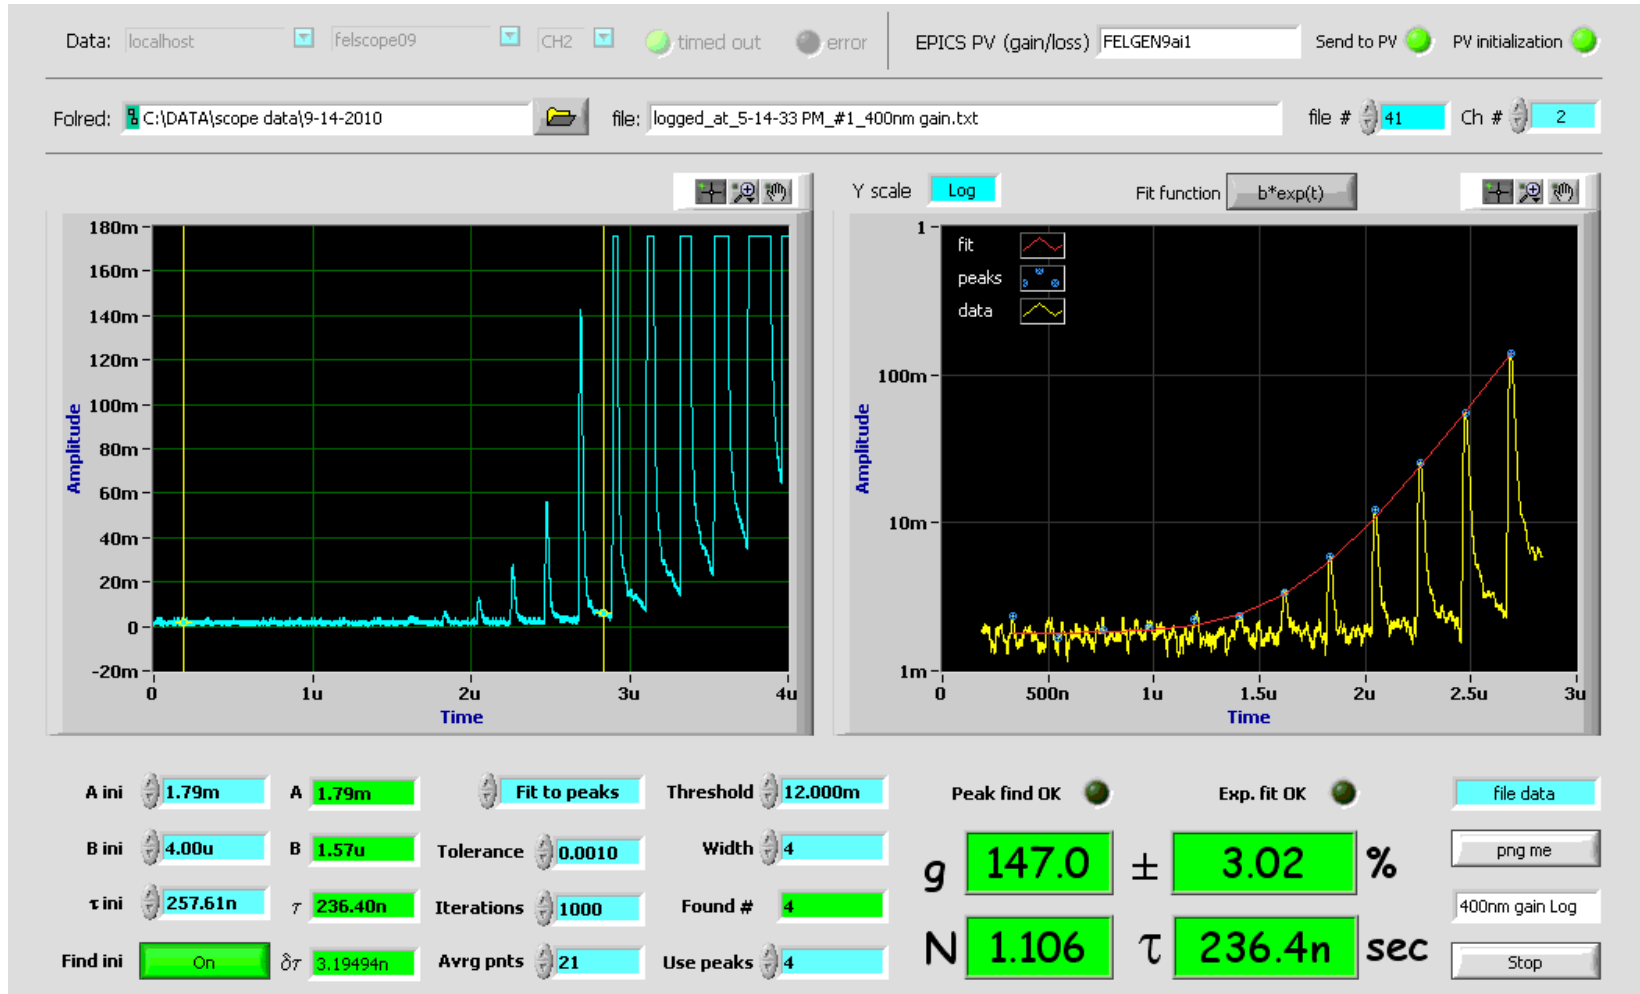 Data: localhost felscope09 CH2 timed out error EPICS PV (gain/loss) FELGEN9ai1 Send to PV PV initialization
Folred: C:\DATA\scope data\9-14-2010 file: logged_at_5-14-33 PM_#1_400nm gain.txt file # 41 Ch # 2
Y scale Log Fit function b*exp(t)
180m
160m
140m
120m
100m
80m
60m
40m
20m
0
-20m
Amplitude
0 1u 2u 3u 4u
Time
1
100m
10m
1m
Amplitude
fit
peaks
data
0 500n 1u 1.5u 2u 2.5u 3u
Time
A ini 1.79m A 1.79m Fit to peaks Threshold 12.000m Peak find OK Exp. fit OK file data
B ini 4.00u B 1.57u Tolerance 0.0010 Width 4 g 147.0 ± 3.02 % png me
τ ini 257.61n τ 236.40n Iterations 1000 Found # 4 400nm gain Log
Find ini On δτ 3.19494n Avrg pnts 21 Use peaks 4 N 1.106 τ 236.4n sec Stop